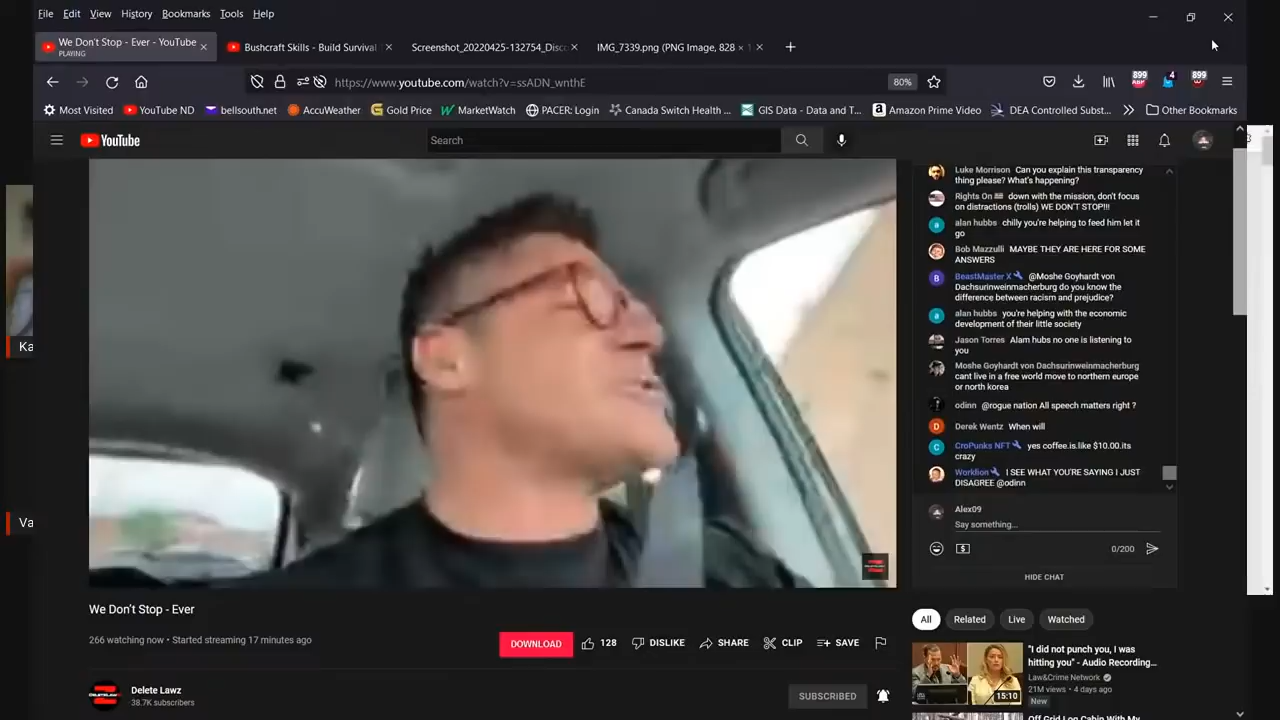 File Edit View History Bookmarks Tools Help
We Don't Stop - Ever - YouTube
PLAYING
Bushcraft Skills - Build Survival
Screenshot_20220425-132754_Disc
IMG_7339.png (PNG Image, 828 ×
https://www.youtube.com/watch?v=ssADN_wnthE
80%
899
4
899
Most Visited YouTube ND bellsouth.net AccuWeather Gold Price MarketWatch PACER: Login Canada Switch Health ... GIS Data - Data and T... Amazon Prime Video DEA Controlled Subst... Other Bookmarks
YouTube
Search
Luke Morrison Can you explain this transparency
thing please? What's happening?
Rights On down with the mission, don't focus
on distractions (trolls) WE DON'T STOP!!!
alan hubbs chilly you're helping to feed him let it
go
Bob Mazzulli MAYBE THEY ARE HERE FOR SOME
ANSWERS
BeastMaster X @Moshe Goyhardt von
Dachsurinweinmacherburg do you know the
difference between racism and prejudice?
alan hubbs you're helping with the economic
development of their little society
Jason Torres Alam hubs no one is listening to
you
Moshe Goyhardt von Dachsurinweinmacherburg
cant live in a free world move to northern europe
or north korea
odinn @rogue nation All speech matters right ?
Derek Wentz When will
CroPunks NFT yes coffee.is.like $10.00.its
crazy
Worklion I SEE WHAT YOU'RE SAYING I JUST
DISAGREE @odinn
Alex09
Say something...
0/200
HIDE CHAT
Ka
Va
We Don't Stop - Ever
266 watching now • Started streaming 17 minutes ago
DOWNLOAD 128 DISLIKE SHARE CLIP SAVE
Delete Lawz
38.7K subscribers
SUBSCRIBED
All Related Live Watched
"I did not punch you, I was
hitting you" - Audio Recording...
Law&Crime Network
21M views • 4 days ago
New
15:10
Off Grid Log Cabin With My